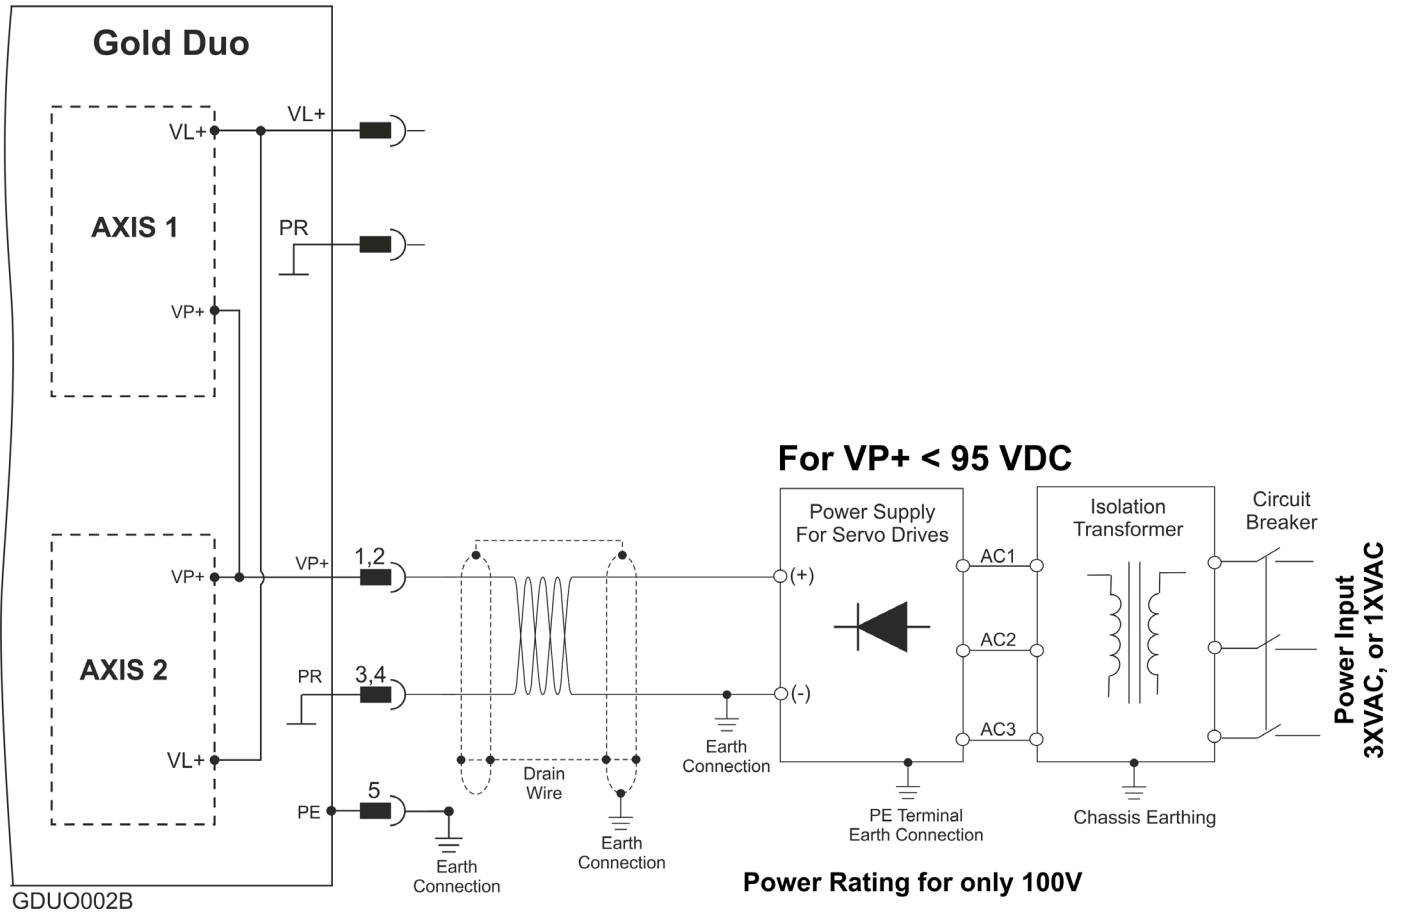 Gold Duo
VL+
VL+
AXIS 1
PR
VP+
For VP+ < 95 VDC
Power Supply
For Servo Drives
Isolation
Transformer
Circuit
Breaker
VP+
VP+
1,2
(+)
AC1
AXIS 2
PR
3,4
(-)
AC2
AC3
Power Input
3XVAC, or 1XVAC
VL+
Earth
Connection
Drain
Wire
PE
5
Earth
Connection
Earth
Connection
PE Terminal
Earth Connection
Chassis Earthing
Power Rating for only 100V
GDUO002B